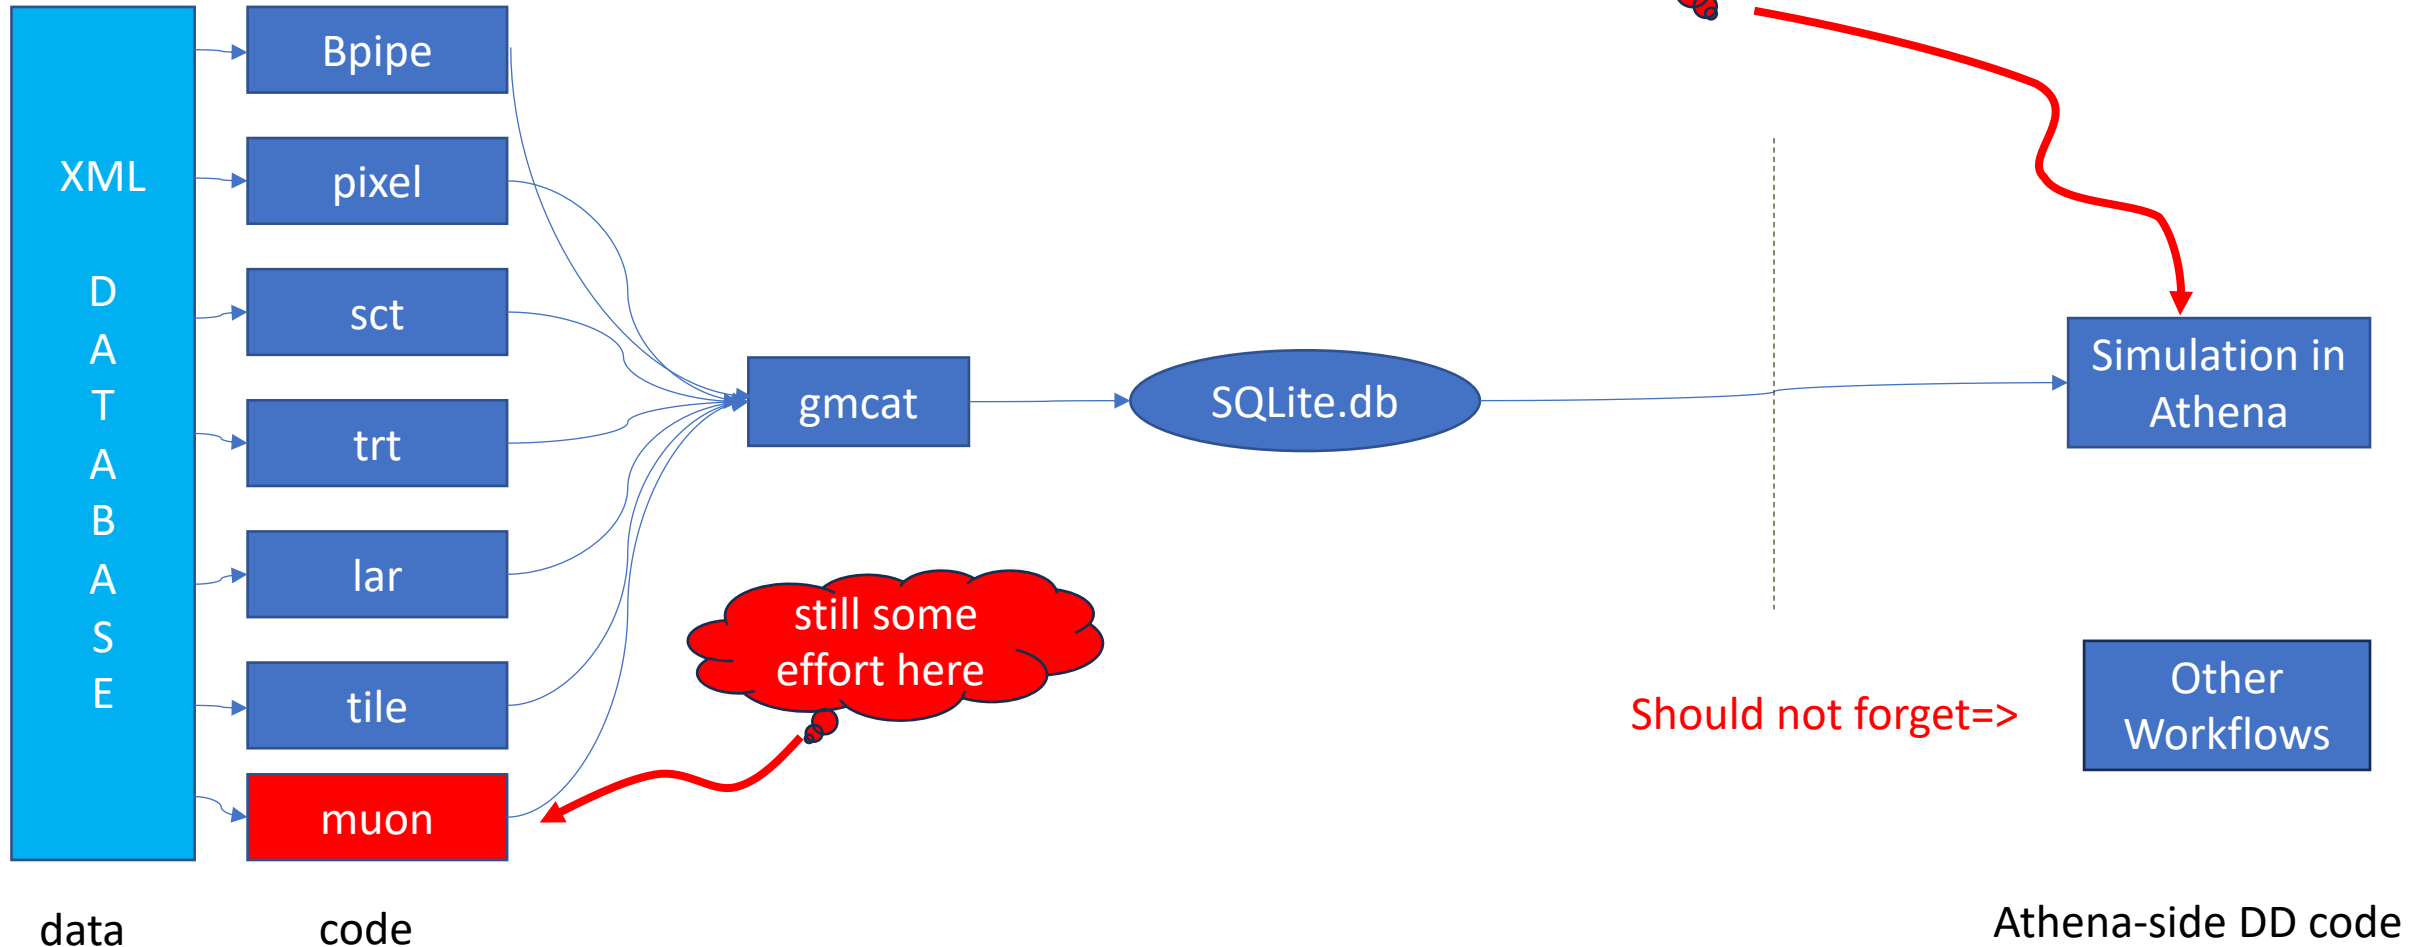 XML
D
A
T
A
B
A
S
E
Bpipe
pixel
sct
trt
lar
tile
muon
gmcat
SQLite.db
still some
effort here
Simulation in
Athena
Should not forget=>
Other
Workflows
data
code
Athena-side DD code